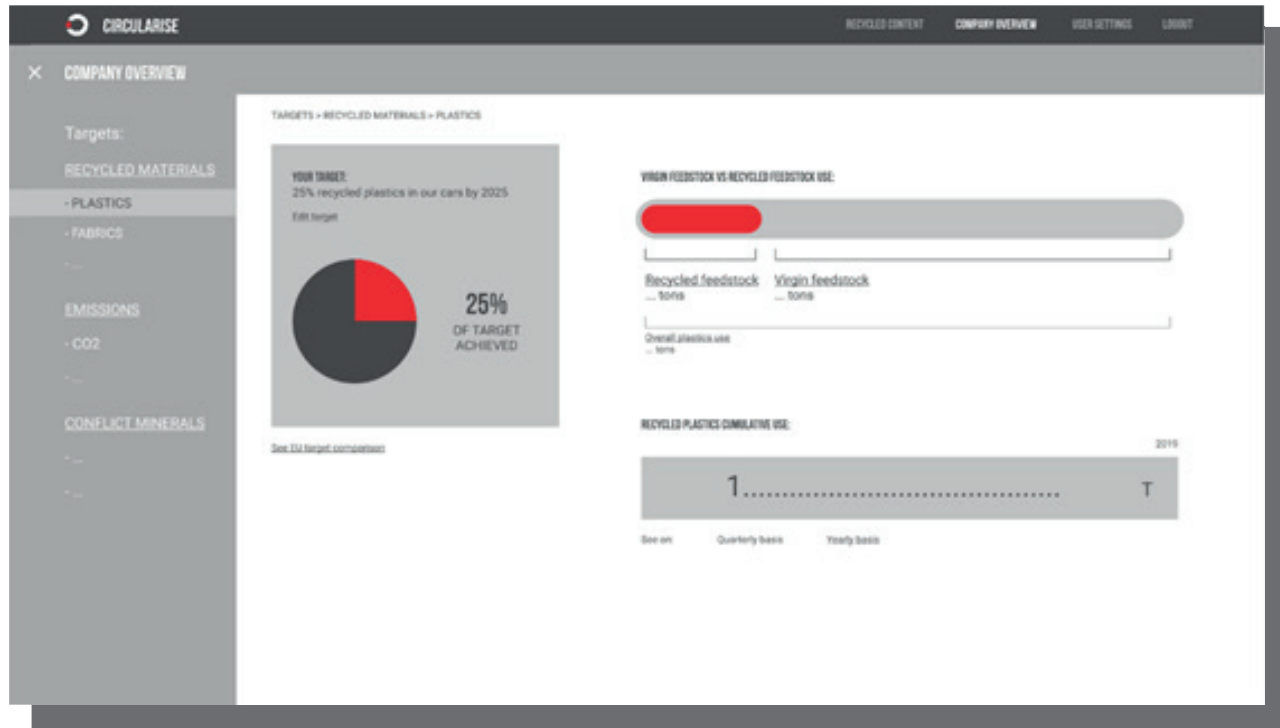 CIRCULARISE
RECYCLED CONTENT
COMPANY OVERVIEW
USER SETTINGS
LOGOUT
× COMPANY OVERVIEW
Targets:
RECYCLED MATERIALS
- PLASTICS
- FABRICS
- ...
EMISSIONS
- CO2
- ...
CONFLICT MINERALS
- ...
- ...
TARGETS > RECYCLED MATERIALS > PLASTICS
YOUR TARGET:
25% recycled plastics in our cars by 2025
Edit target
25%
OF TARGET
ACHIEVED
See EU target comparison
VIRGIN FEEDSTOCK VS RECYCLED FEEDSTOCK USE:
Recycled feedstock
... tons
Virgin feedstock
... tons
Overall plastics use
... tons
RECYCLED PLASTICS CUMULATIVE USE:
2019
1......................................... T
See on: Quarterly basis Yearly basis